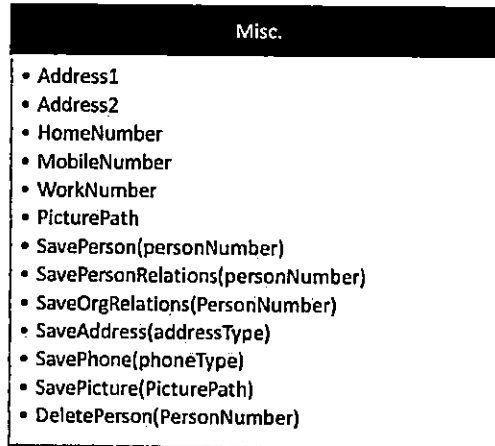 Misc.
• Address1
• Address2
• HomeNumber
• MobileNumber
• WorkNumber
• PicturePath
• SavePerson(personNumber)
• SavePersonRelations(personNumber)
• SaveOrgRelations(PersonNumber)
• SaveAddress(addressType)
• SavePhone(phoneType)
• SavePicture(PicturePath)
• DeletePerson(PersonNumber)